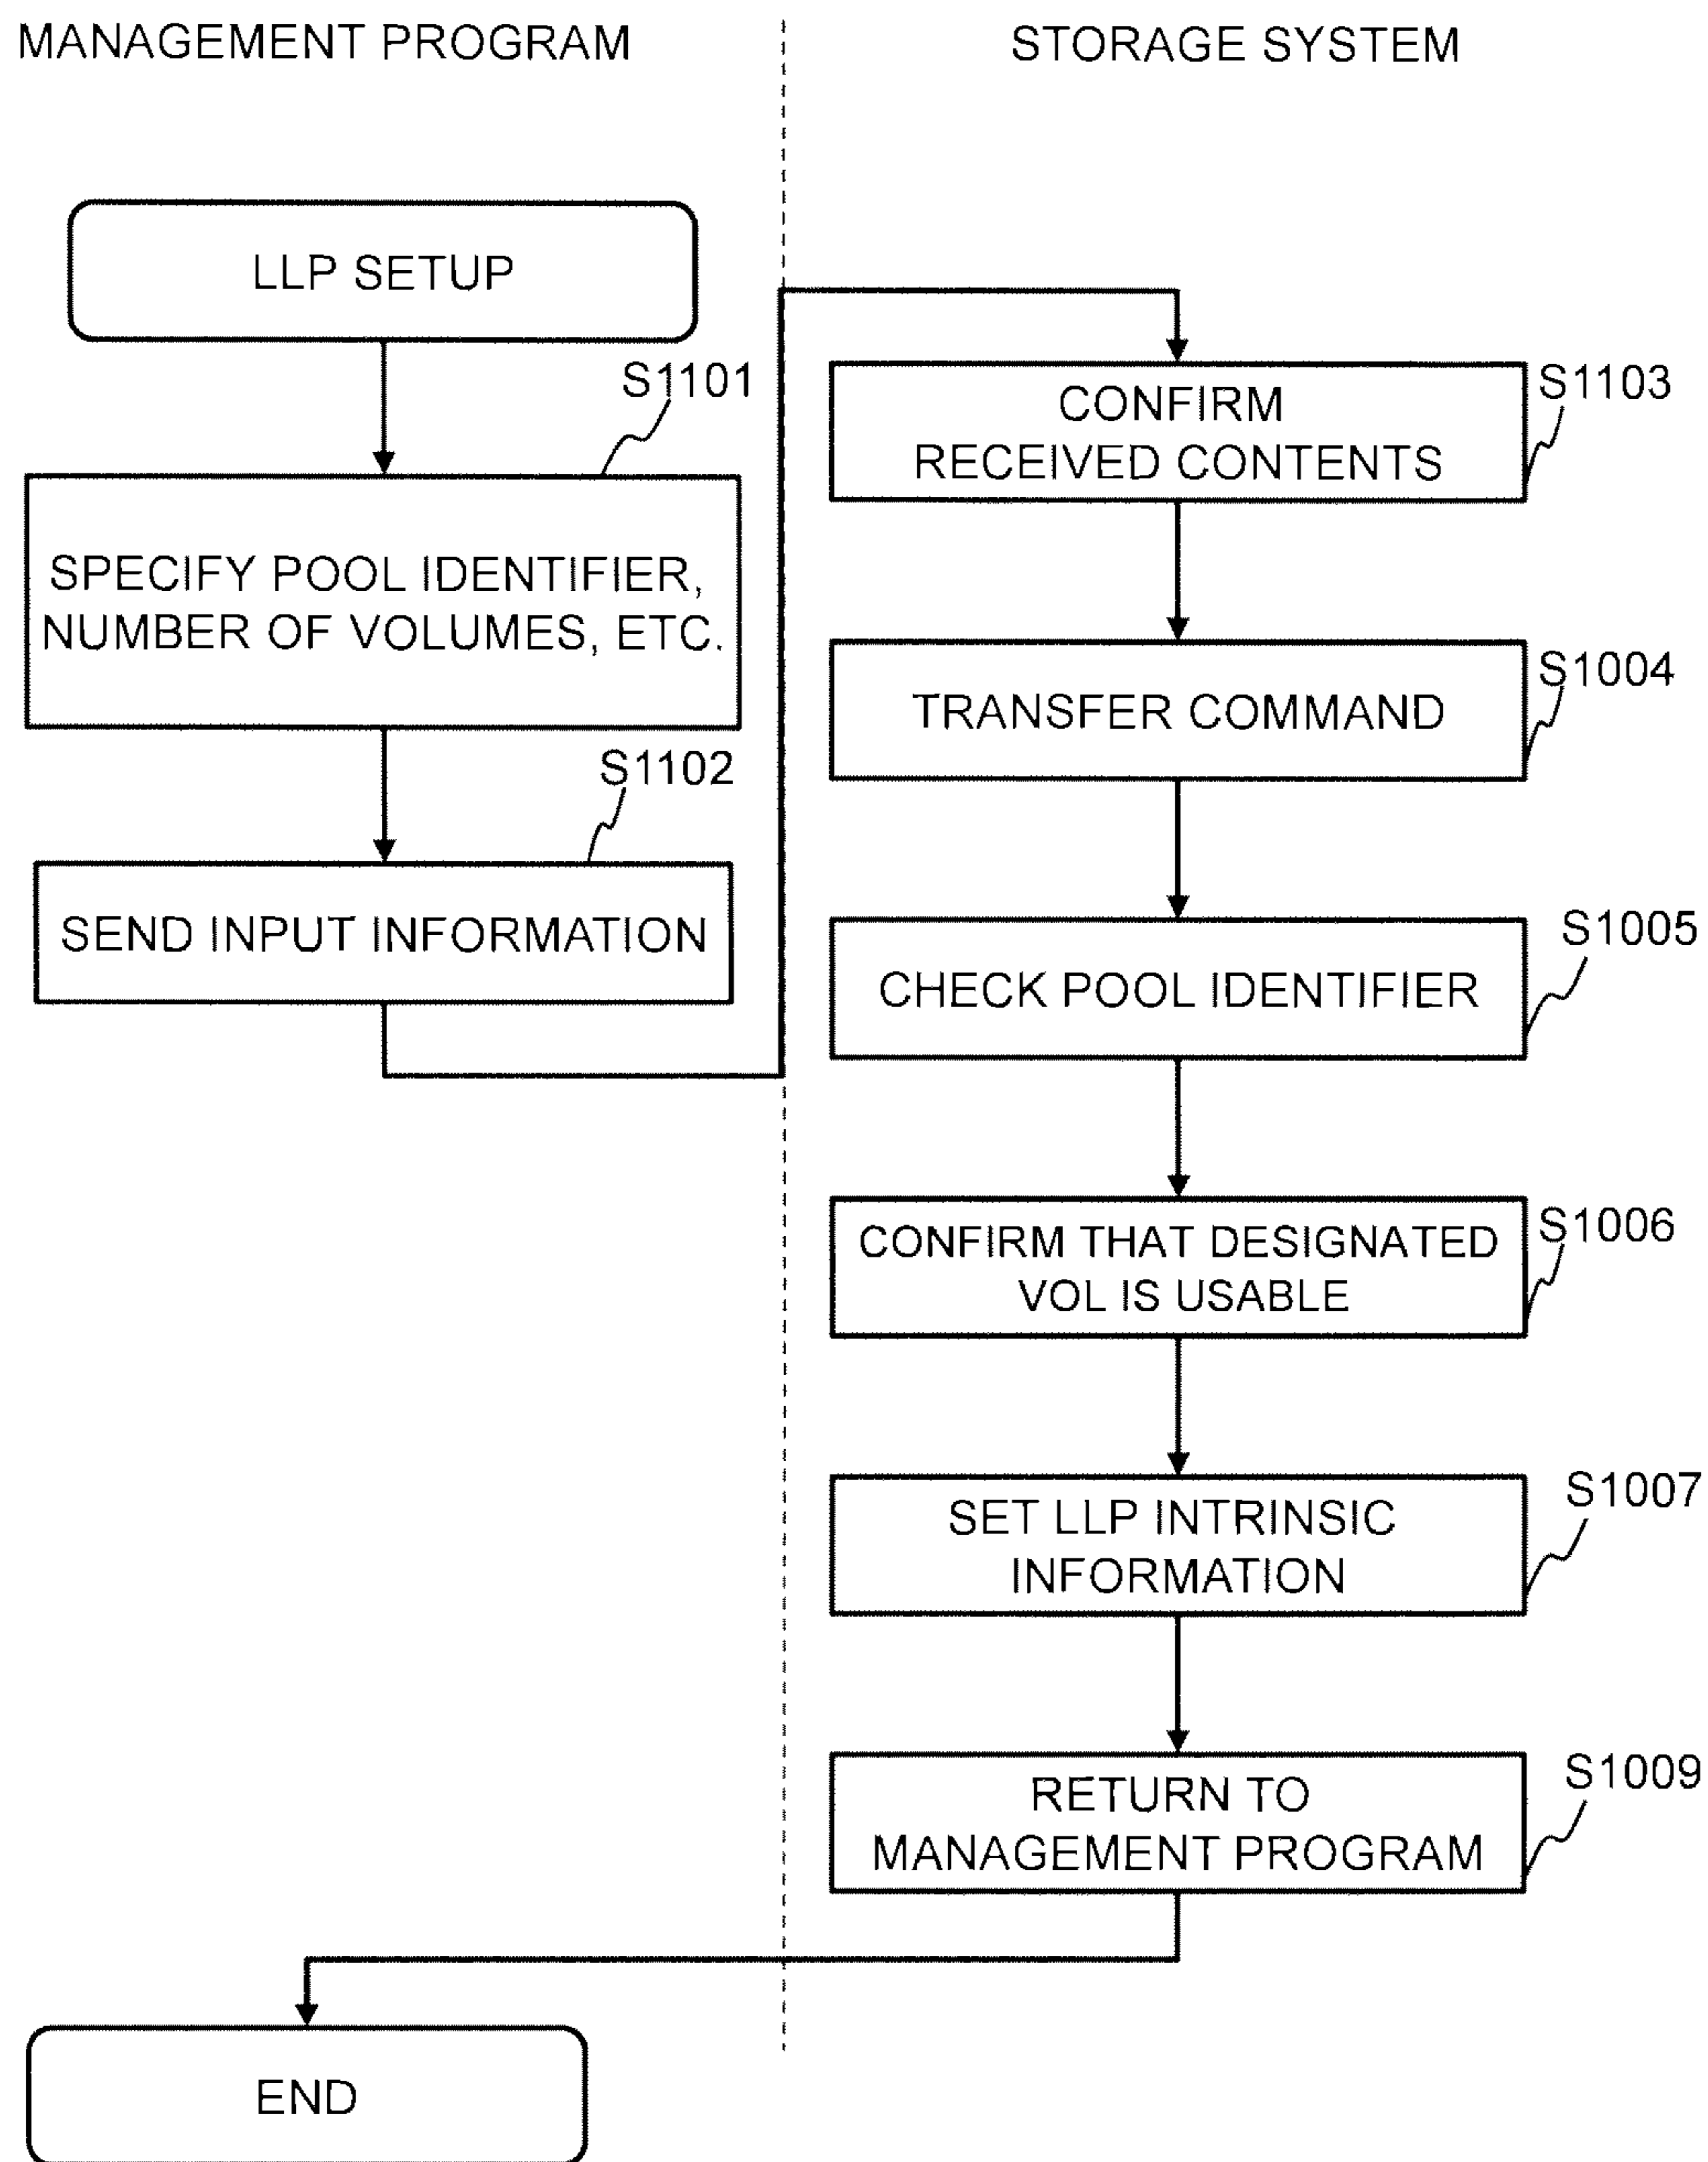 MANAGEMENT PROGRAM
STORAGE SYSTEM
LLP SETUP
S1101
SPECIFY POOL IDENTIFIER,
NUMBER OF VOLUMES, ETC.
S1102
SEND INPUT INFORMATION
S1103
CONFIRM
RECEIVED CONTENTS
S1004
TRANSFER COMMAND
S1005
CHECK POOL IDENTIFIER
S1006
CONFIRM THAT DESIGNATED
VOL IS USABLE
S1007
SET LLP INTRINSIC
INFORMATION
S1009
RETURN TO
MANAGEMENT PROGRAM
END